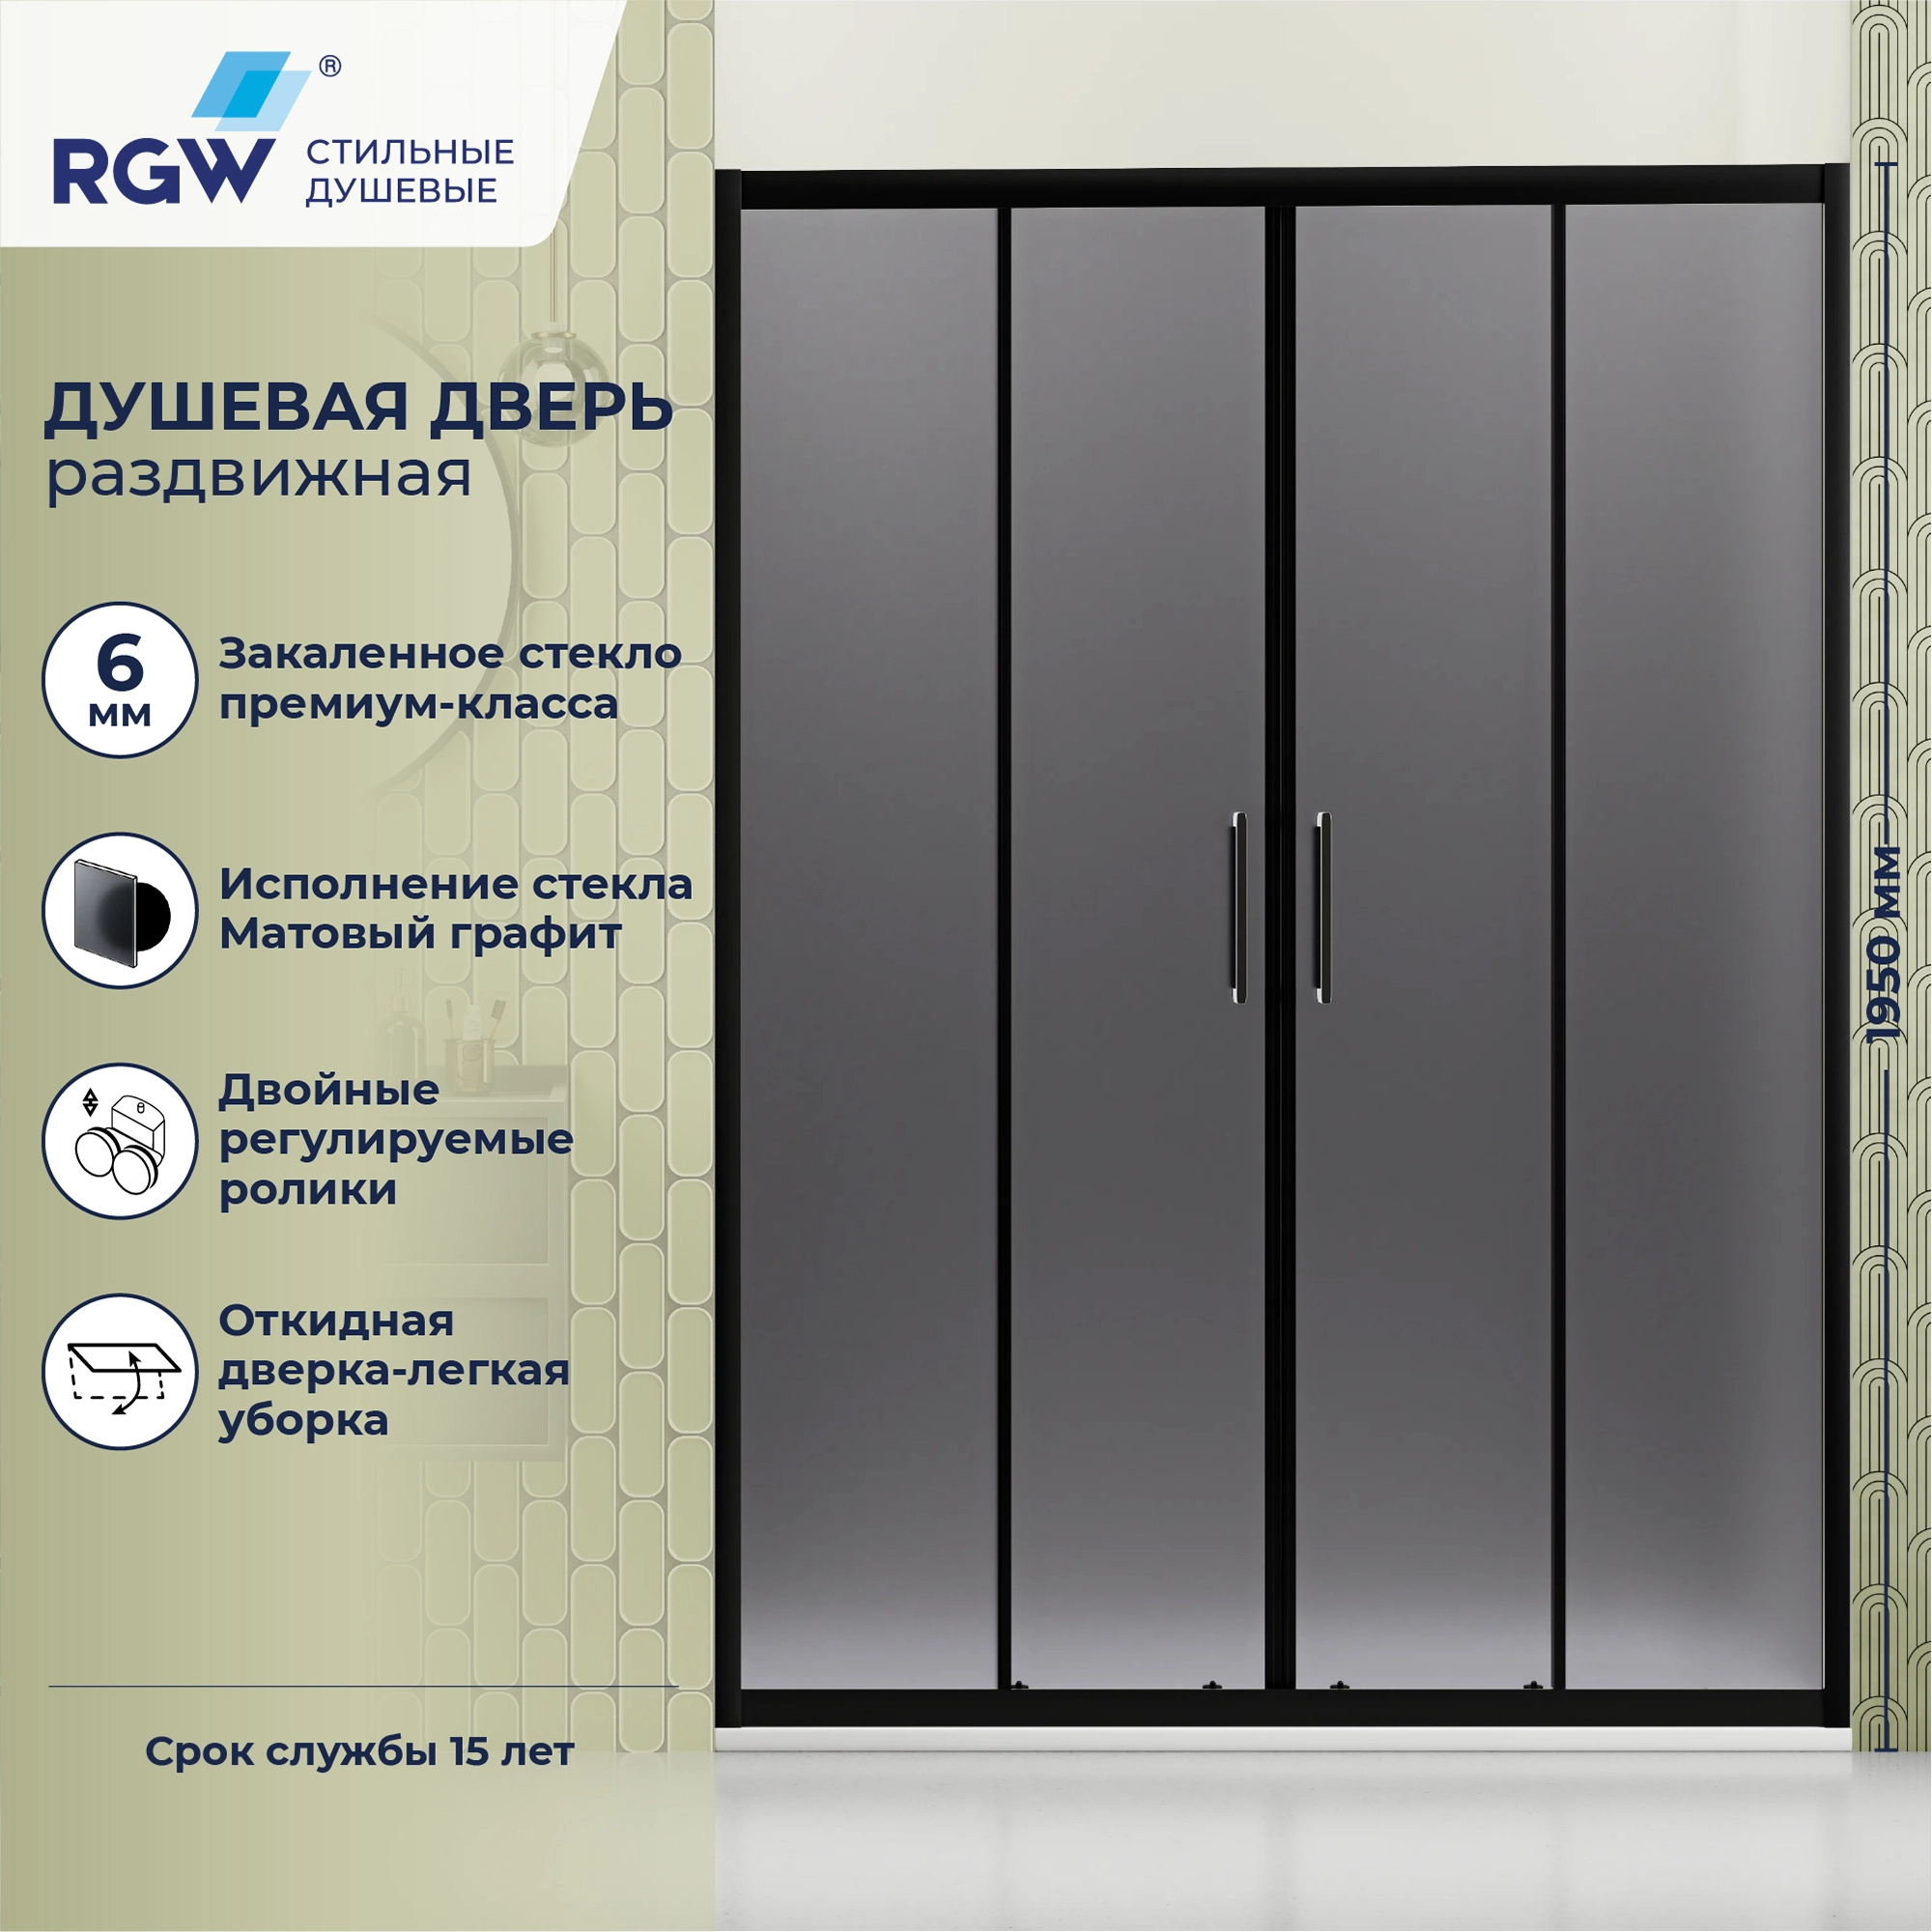 RGW®
СТИЛЬНЫЕ
ДУШЕВЫЕ
ДУШЕВАЯ ДВЕРЬ
раздвижная
6
мм
Закаленное стекло
премиум-класса
Исполнение стекла
Матовый графит
Двойные
регулируемые
ролики
Откидная
дверка-легкая
уборка
Срок службы 15 лет
1950 мм